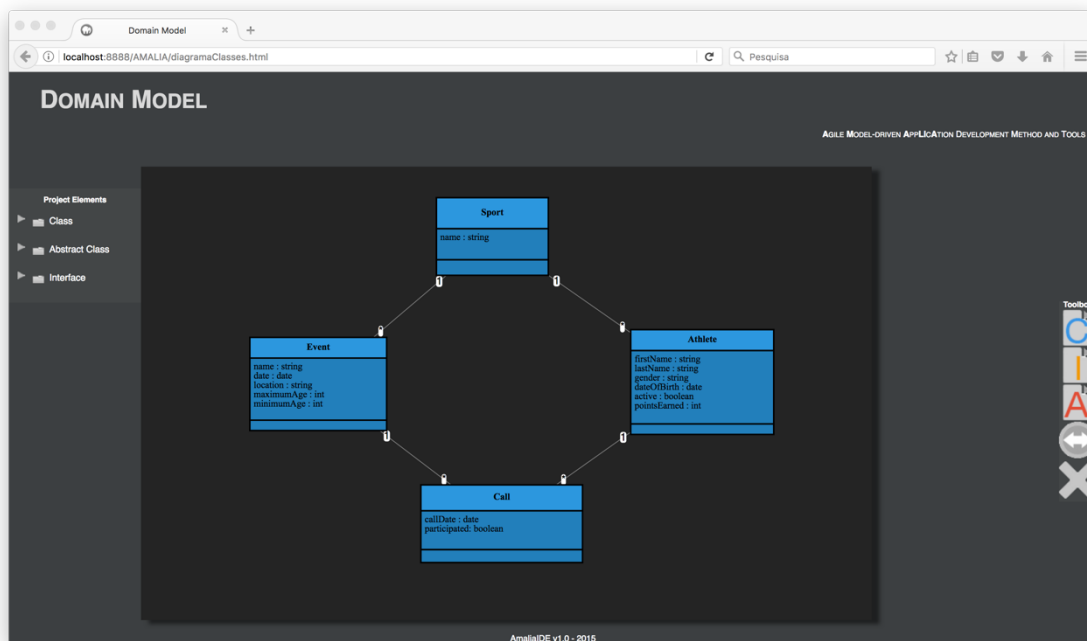 Domain Model
localhost:8888/AMALIA/diagramaClasses.html
Pesquisa
DOMAIN MODEL
AGILE MODEL-DRIVEN APPLICATION DEVELOPMENT METHOD AND TOOLS
Project Elements
Class
Abstract Class
Interface
Sport
name : string
1
1
Event
name : string
date : date
location : string
maximumAge : int
minimumAge : int
Athlete
firstName : string
lastName : string
gender : string
dateOfBirth : date
active : boolean
pointsEarned : int
1
1
Call
callDate : date
participated: boolean
C
I
A
AmaliaIDE v1.0 - 2015